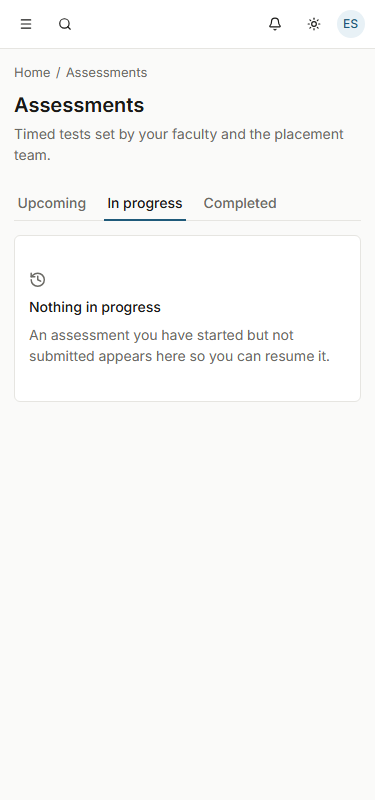 ES
Home / Assessments
Assessments
Timed tests set by your faculty and the placement
team.
Upcoming In progress Completed
Nothing in progress
An assessment you have started but not
submitted appears here so you can resume it.